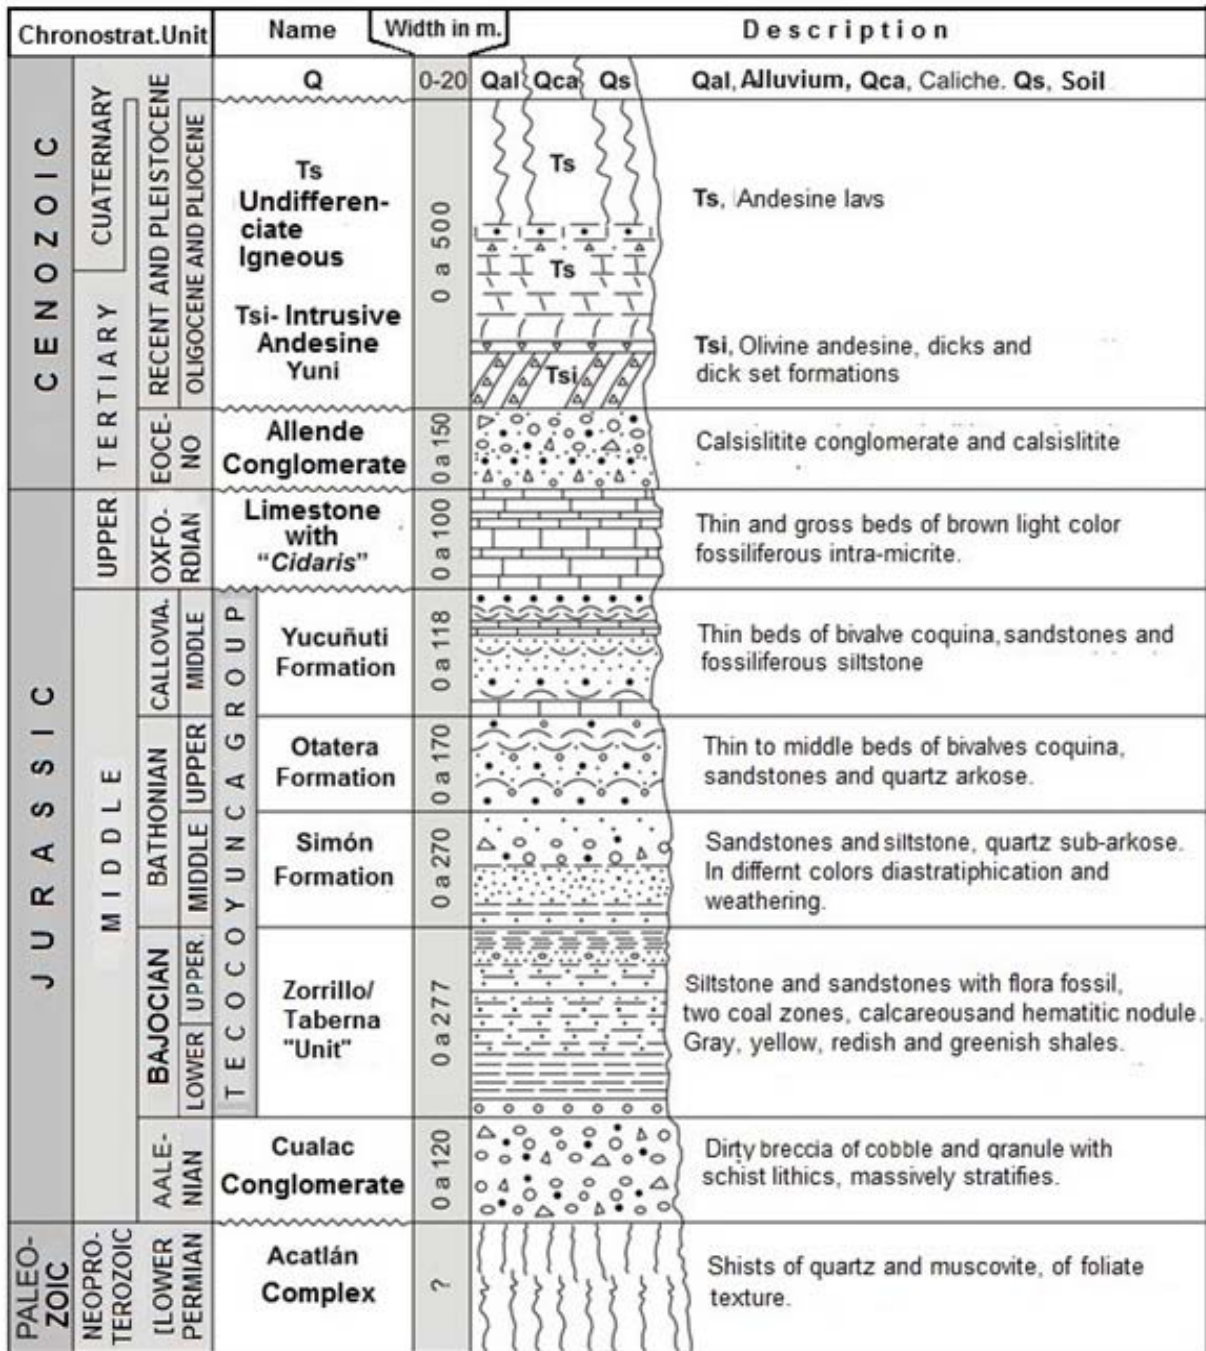 Chronostrat.Unit
Name
Width in m.
Description
CENOZOIC
CUATERNARY
TERTIARY
RECENT AND PLEISTOCENE
OLIGOCENE AND PLIOCENE
Q
0-20
Qal Qca Qs
Qal, Alluvium, Qca, Caliche. Qs, Soil
Ts
Undifferen-
ciate
Igneous
Tsi- Intrusive
Andesine
Yuni
0 a 500
Ts
Ts
Tsi
Ts, Andesine lavs
Tsi, Olivine andesine, dicks and
dick set formations
EOCE-
NO
Allende
Conglomerate
0 a 150
Calsislitite conglomerate and calsislitite
JURASSIC
UPPER
OXFO-
RDIAN
Limestone
with
"Cidaris"
0 a 100
Thin and gross beds of brown light color
fossiliferous intra-micrite.
MIDDLE
CALLOVIA.
MIDDLE
TECOCOYUNCA GROUP
Yucuñuti
Formation
0 a 118
Thin beds of bivalve coquina, sandstones and
fossiliferous siltstone
BATHONIAN
UPPER
Otatera
Formation
0 a 170
Thin to middle beds of bivalves coquina,
sandstones and quartz arkose.
MIDDLE
Simón
Formation
0 a 270
Sandstones and siltstone, quartz sub-arkose.
In differnt colors diastratiphication and
weathering.
BAJOCIAN
UPPER.
LOWER
Zorrillo/
Taberna
"Unit"
0 a 277
Siltstone and sandstones with flora fossil,
two coal zones, calcareousand hematitic nodule.
Gray, yellow, redish and greenish shales.
AALE-
NIAN
Cualac
Conglomerate
0 a 120
Dirty breccia of cobble and granule with
schist lithics, massively stratifies.
PALEO-
ZOIC
NEOPRO-
TEROZOIC
[LOWER
PERMIAN
Acatlán
Complex
?
Shists of quartz and muscovite, of foliate
texture.